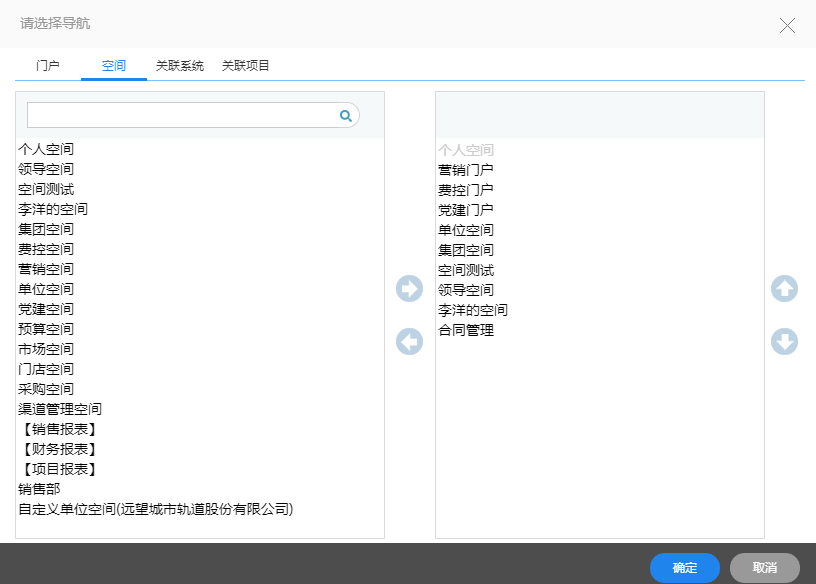 请选择导航
门户 空间 关联系统 关联项目
个人空间
领导空间
空间测试
李洋的空间
集团空间
费控空间
营销空间
单位空间
党建空间
预算空间
市场空间
门店空间
采购空间
渠道管理空间
【销售报表】
【财务报表】
【项目报表】
销售部
自定义单位空间(远望城市轨道股份有限公司)
个人空间
营销门户
费控门户
党建门户
单位空间
集团空间
空间测试
领导空间
李洋的空间
合同管理
确定 取消